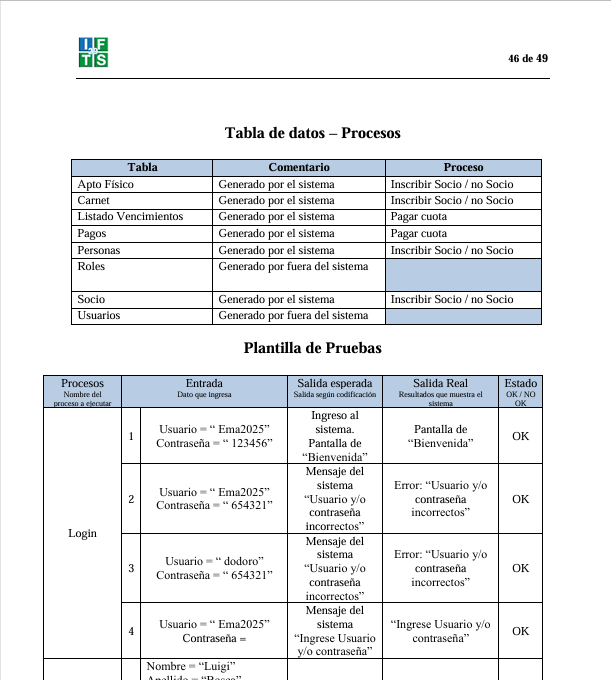 IFTS
46 de 49
Tabla de datos – Procesos
Tabla Comentario Proceso
Apto Físico Generado por el sistema Inscribir Socio / no Socio
Carnet Generado por el sistema Inscribir Socio / no Socio
Listado Vencimientos Generado por el sistema Pagar cuota
Pagos Generado por el sistema Pagar cuota
Personas Generado por el sistema Inscribir Socio / no Socio
Roles Generado por fuera del sistema
Socio Generado por el sistema Inscribir Socio / no Socio
Usuarios Generado por fuera del sistema
Plantilla de Pruebas
Procesos
Nombre del
proceso a ejecutar
Entrada
Dato que ingresa
Salida esperada
Salida según codificación
Salida Real
Resultados que muestra el
sistema
Estado
OK / NO
OK
Login
1
Usuario = “ Ema2025”
Contraseña = “ 123456”
Ingreso al
sistema.
Pantalla de
“Bienvenida”
Pantalla de
“Bienvenida”
OK
2
Usuario = “ Ema2025”
Contraseña = “ 654321”
Mensaje del
sistema
“Usuario y/o
contraseña
incorrectos”
Error: “Usuario y/o
contraseña
incorrectos”
OK
3
Usuario = “ dodoro”
Contraseña = “ 654321”
Mensaje del
sistema
“Usuario y/o
contraseña
incorrectos”
Error: “Usuario y/o
contraseña
incorrectos”
OK
4
Usuario = “ Ema2025”
Contraseña =
Mensaje del
sistema
“Ingrese Usuario
y/o contraseña”
“Ingrese Usuario y/o
contraseña”
OK
Nombre = “Luigi”